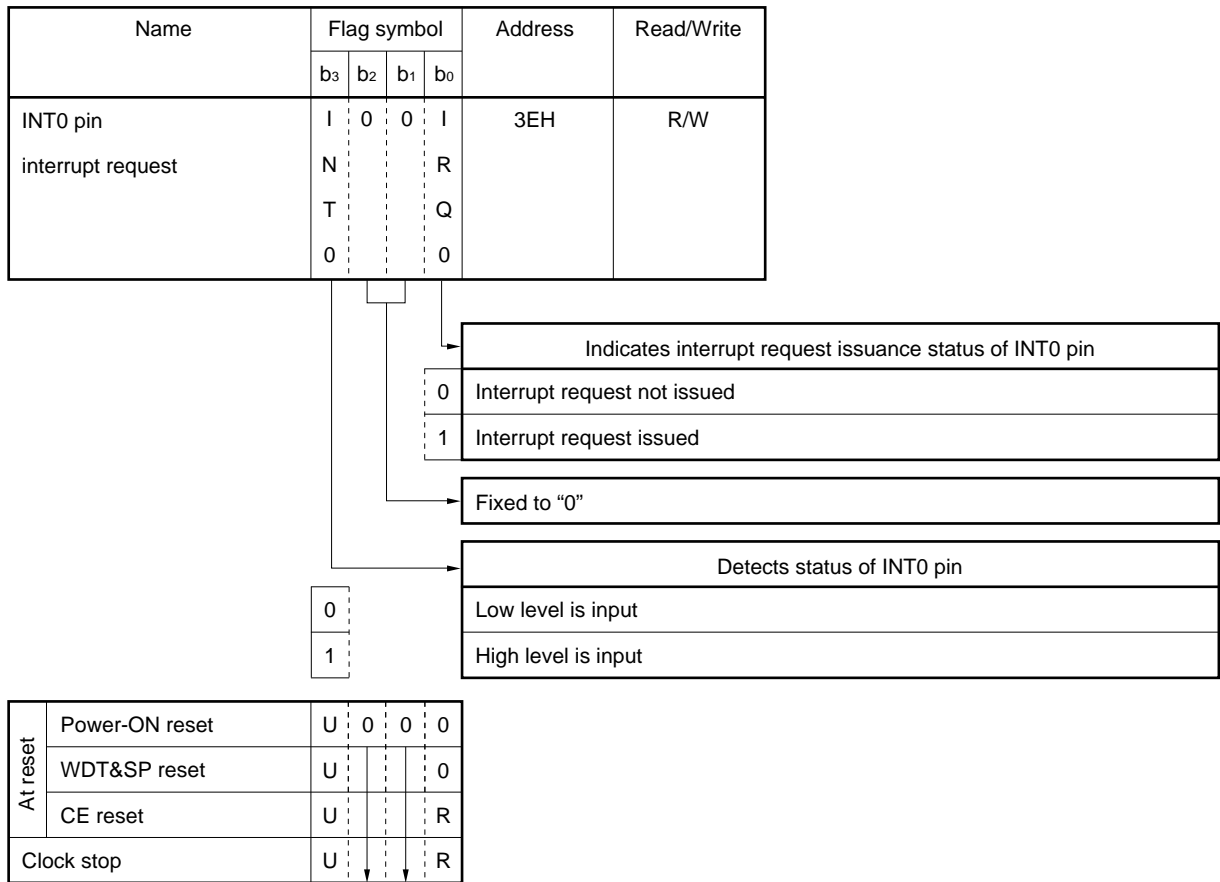 Name Flag symbol Address Read/Write
b3 b2 b1 b0
INT0 pin I 0 0 I 3EH R/W
interrupt request N R
T Q
0 0
Indicates interrupt request issuance status of INT0 pin
0 Interrupt request not issued
1 Interrupt request issued
Fixed to “0”
Detects status of INT0 pin
0 Low level is input
1 High level is input
At reset
Power-ON reset U 0 0 0
WDT&SP reset U 0
CE reset U R
Clock stop U R